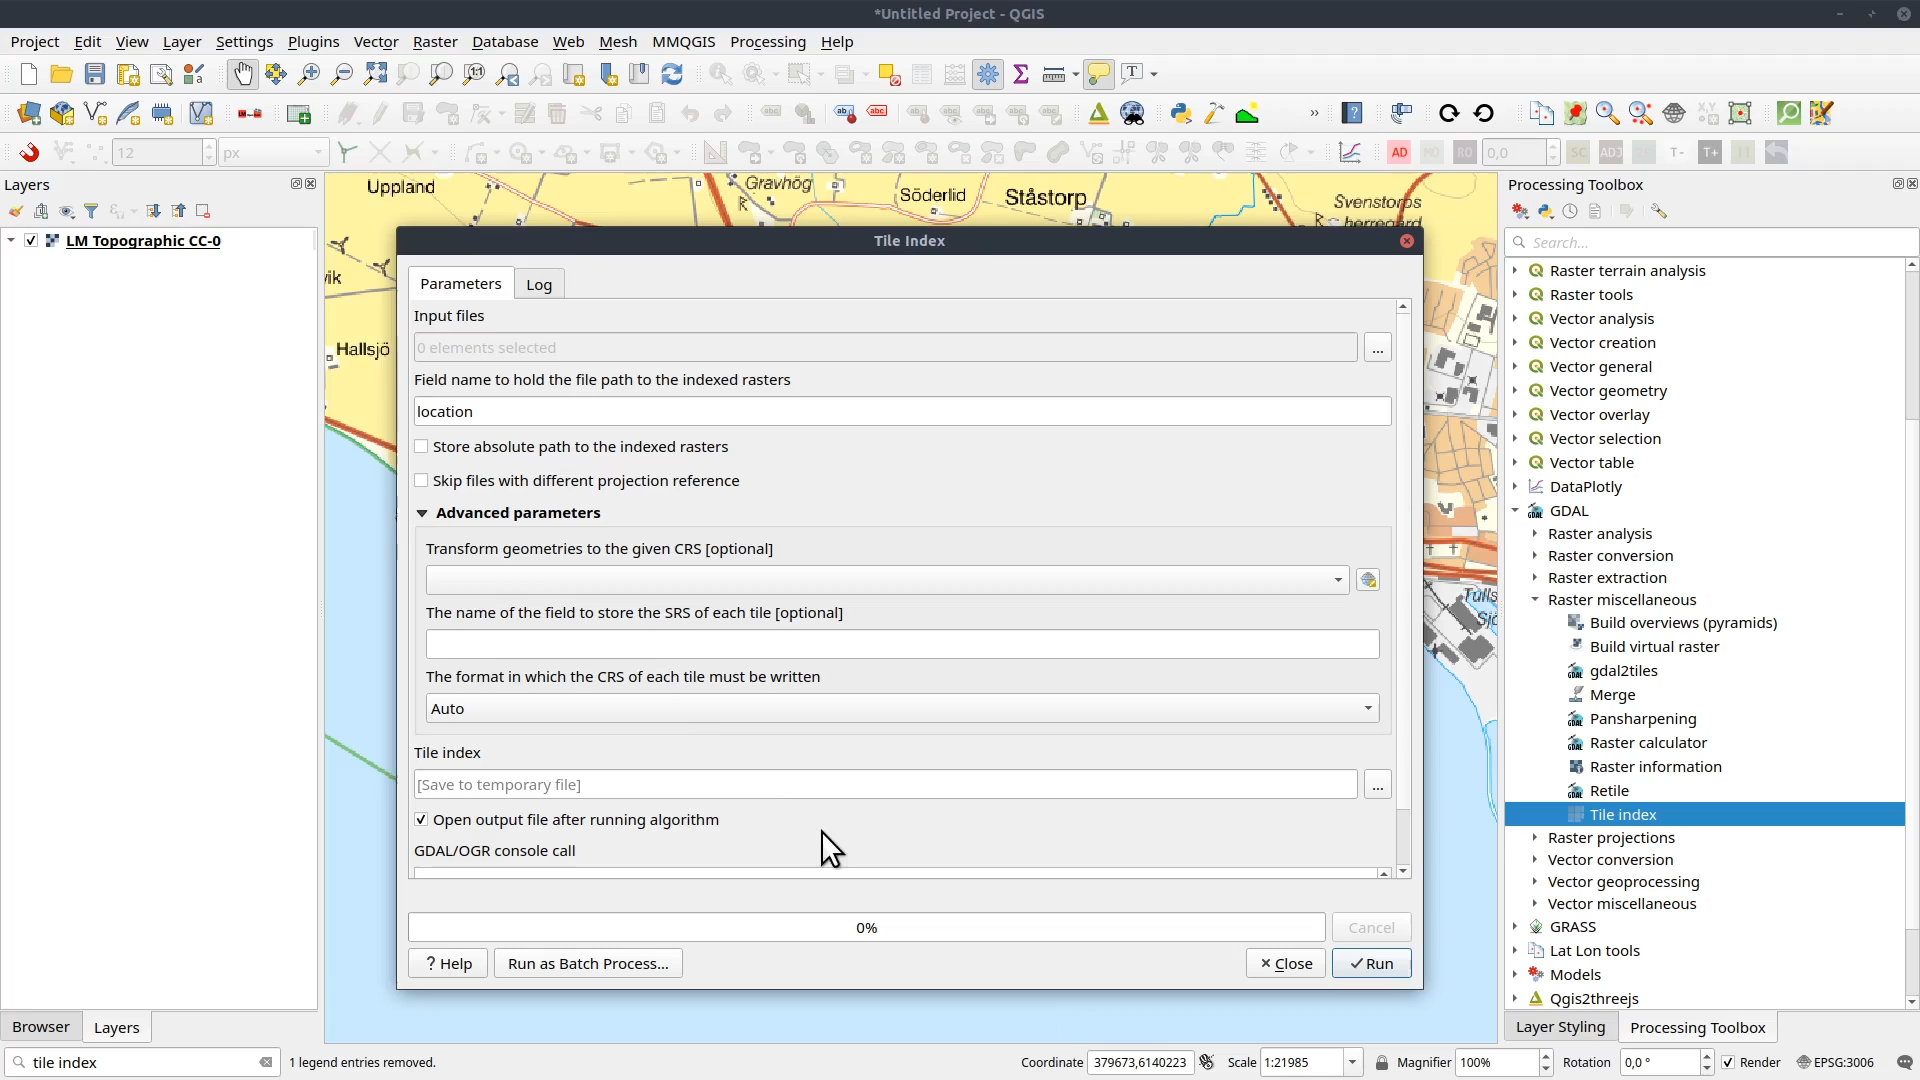 *Untitled Project - QGIS
Project Edit View Layer Settings Plugins Vector Raster Database Web Mesh MMQGIS Processing Help
12 px 0,0
Layers
LM Topographic CC-0
Uppland
Gravhög
Söderlid
Ståstorp
Svenstorps
herregård
vik
Hallsjö
Tulls
Tile Index
Parameters Log
Input files
0 elements selected ...
Field name to hold the file path to the indexed rasters
location
Store absolute path to the indexed rasters
Skip files with different projection reference
Advanced parameters
Transform geometries to the given CRS [optional]
The name of the field to store the SRS of each tile [optional]
The format in which the CRS of each tile must be written
Auto
Tile index
[Save to temporary file] ...
Open output file after running algorithm
GDAL/OGR console call
0% Cancel
? Help Run as Batch Process... Close Run
Processing Toolbox
Search...
Raster terrain analysis
Raster tools
Vector analysis
Vector creation
Vector general
Vector geometry
Vector overlay
Vector selection
Vector table
DataPlotly
GDAL
Raster analysis
Raster conversion
Raster extraction
Raster miscellaneous
Build overviews (pyramids)
Build virtual raster
gdal2tiles
Merge
Pansharpening
Raster calculator
Raster information
Retile
Tile index
Raster projections
Vector conversion
Vector geoprocessing
Vector miscellaneous
GRASS
Lat Lon tools
Models
Qgis2threejs
Browser Layers
Layer Styling Processing Toolbox
tile index 1 legend entries removed. Coordinate 379673,6140223 Scale 1:21985 Magnifier 100% Rotation 0,0 ° Render EPSG:3006